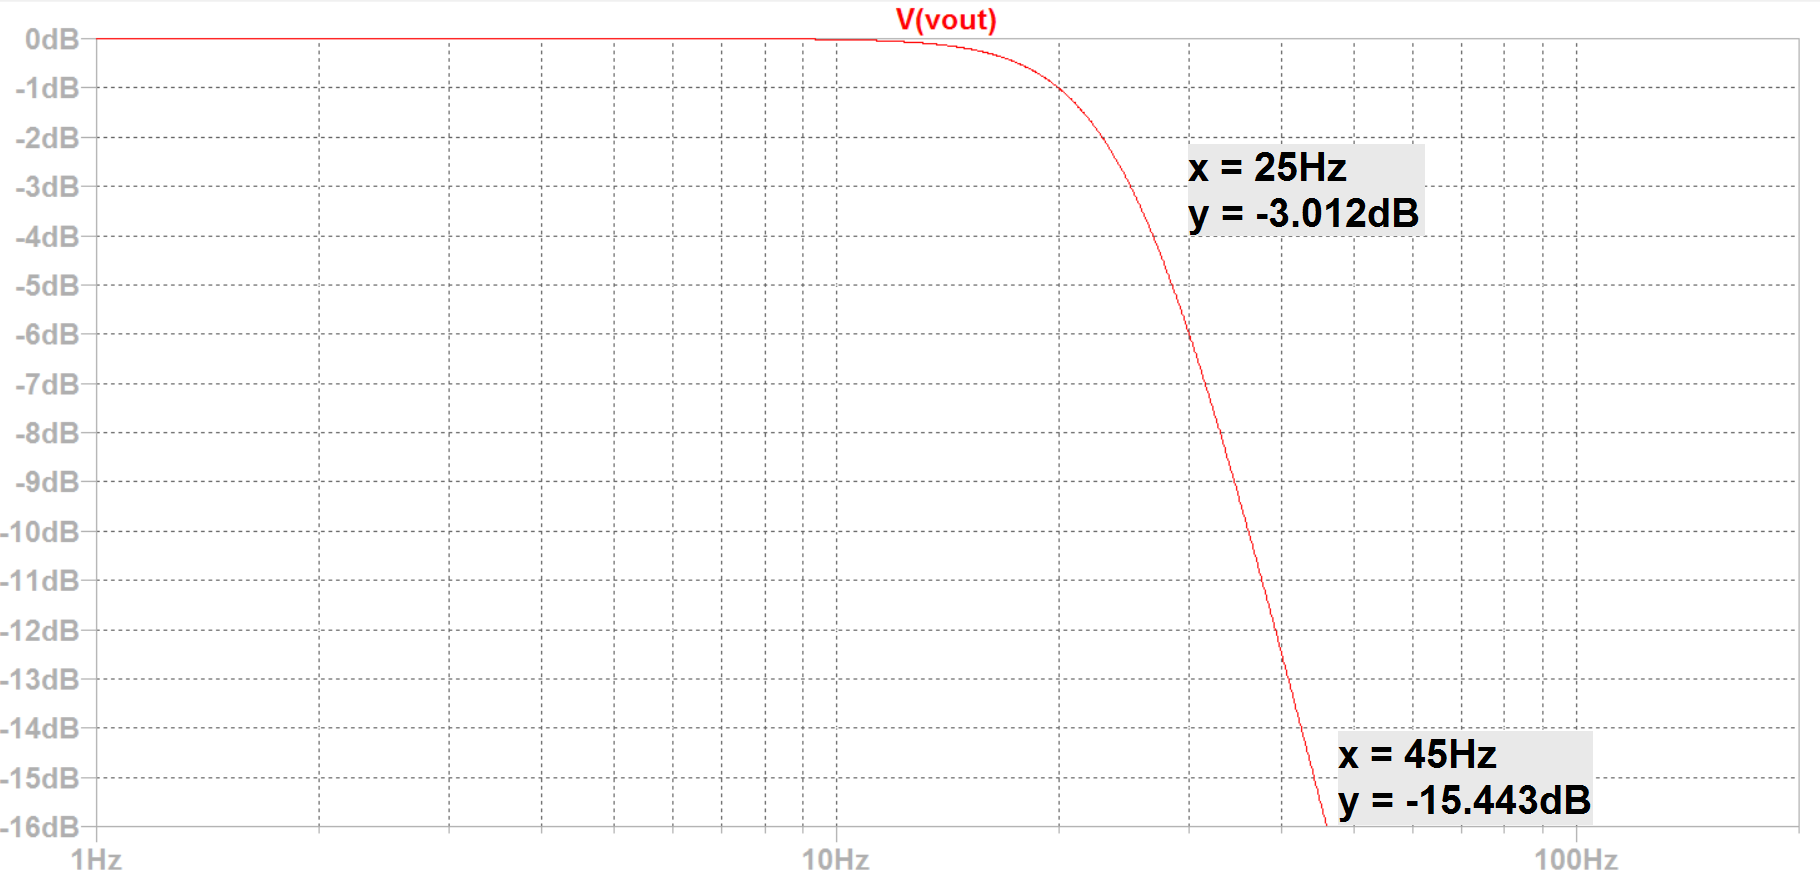 V(vout)
0dB
-1dB
-2dB
-3dB
-4dB
-5dB
-6dB
-7dB
-8dB
-9dB
-10dB
-11dB
-12dB
-13dB
-14dB
-15dB
-16dB
x = 25Hz
y = -3.012dB
x = 45Hz
y = -15.443dB
1Hz 10Hz 100Hz